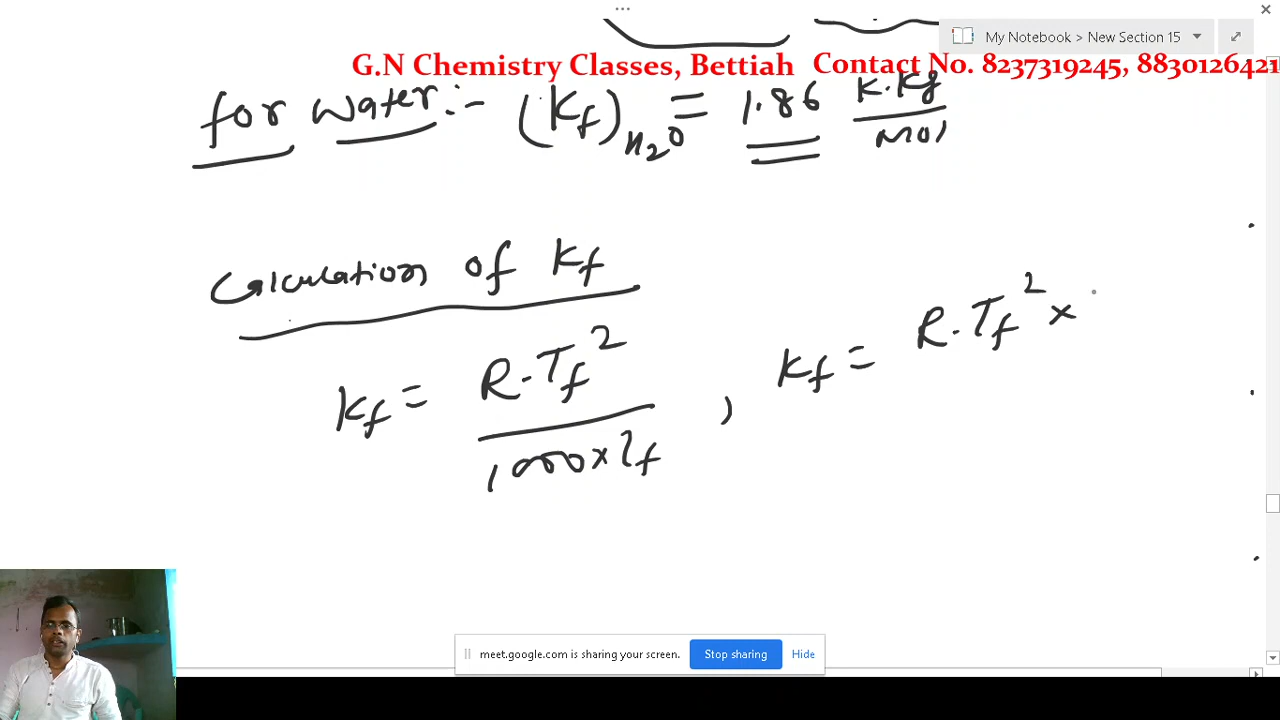 My Notebook > New Section 15
G.N Chemistry Classes, Bettiah Contact No. 8237319245, 8830126421
for water:- (Kf)H2O = 1.86 K.Kg/mol
Calculation of Kf
Kf = R.Tf²/1000×lf , Kf = R.Tf² ×
meet.google.com is sharing your screen. Stop sharing Hide